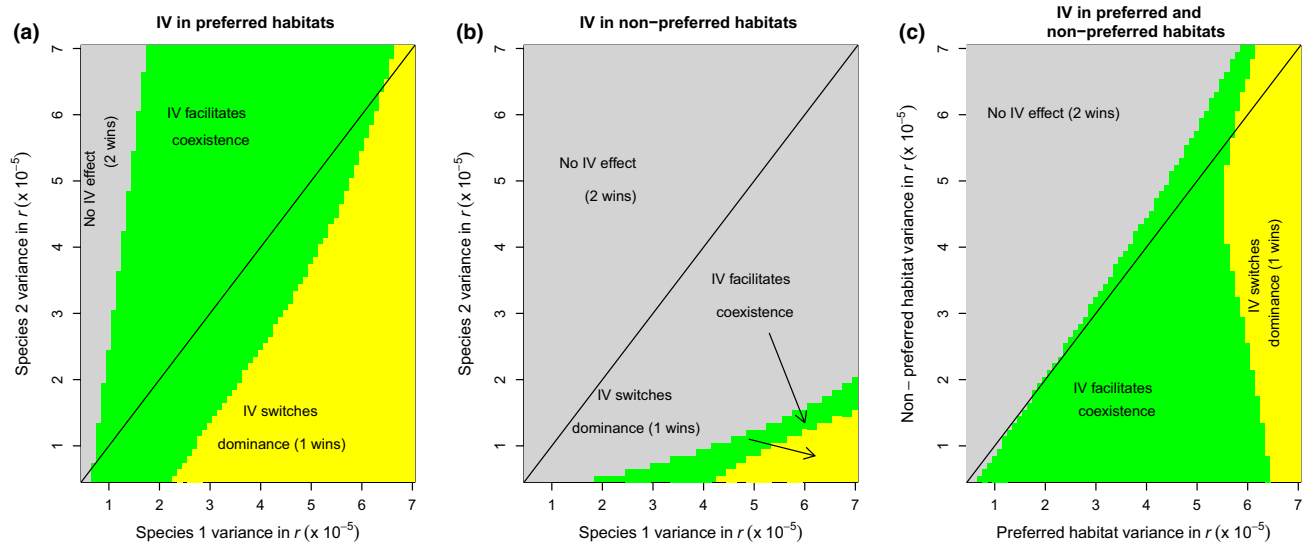 (a)
IV in preferred habitats
Species 2 variance in r (x 10⁻⁵)
7
6
5
4
3
2
1
No IV effect
(2 wins)
IV facilitates
coexistence
IV switches
dominance (1 wins)
1 2 3 4 5 6 7
Species 1 variance in r (x 10⁻⁵)
(b)
IV in non−preferred habitats
Species 2 variance in r (x 10⁻⁵)
7
6
5
4
3
2
1
No IV effect
(2 wins)
IV facilitates
coexistence
IV switches
dominance (1 wins)
1 2 3 4 5 6 7
Species 1 variance in r (x 10⁻⁵)
(c)
IV in preferred and
non−preferred habitats
Non − preferred habitat variance in r (x 10⁻⁵)
7
6
5
4
3
2
1
No IV effect (2 wins)
IV facilitates
coexistence
IV switches
dominance (1 wins)
1 2 3 4 5 6 7
Preferred habitat variance in r (x 10⁻⁵)